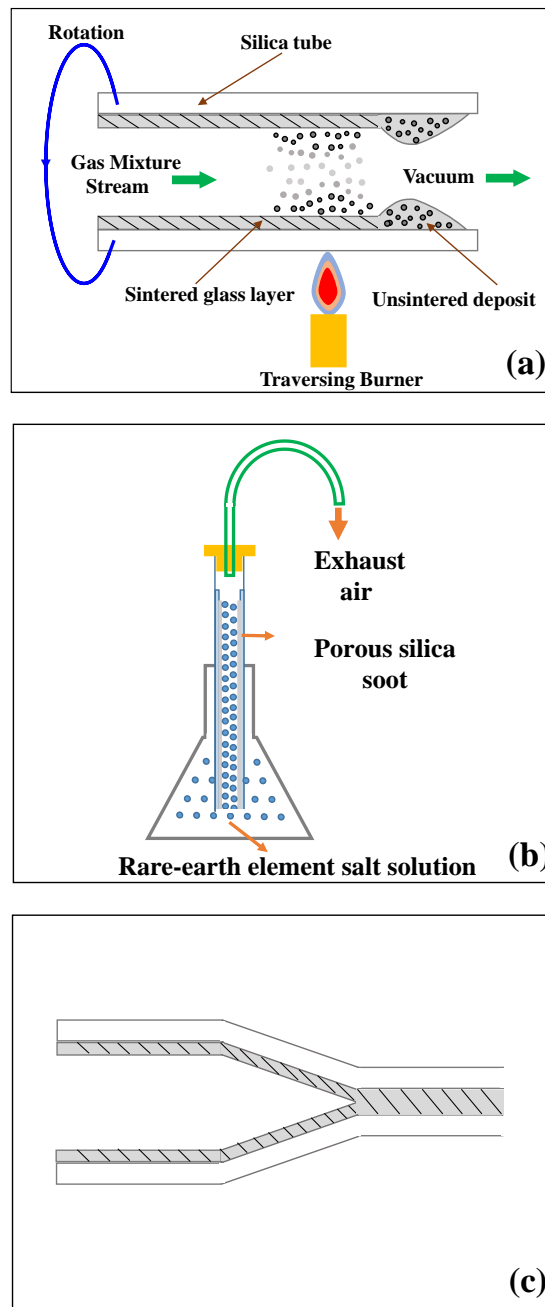 Rotation
Silica tube
Gas Mixture
Stream
Vacuum
Sintered glass layer
Unsintered deposit
Traversing Burner
(a)
Exhaust
air
Porous silica
soot
Rare-earth element salt solution
(b)
(c)